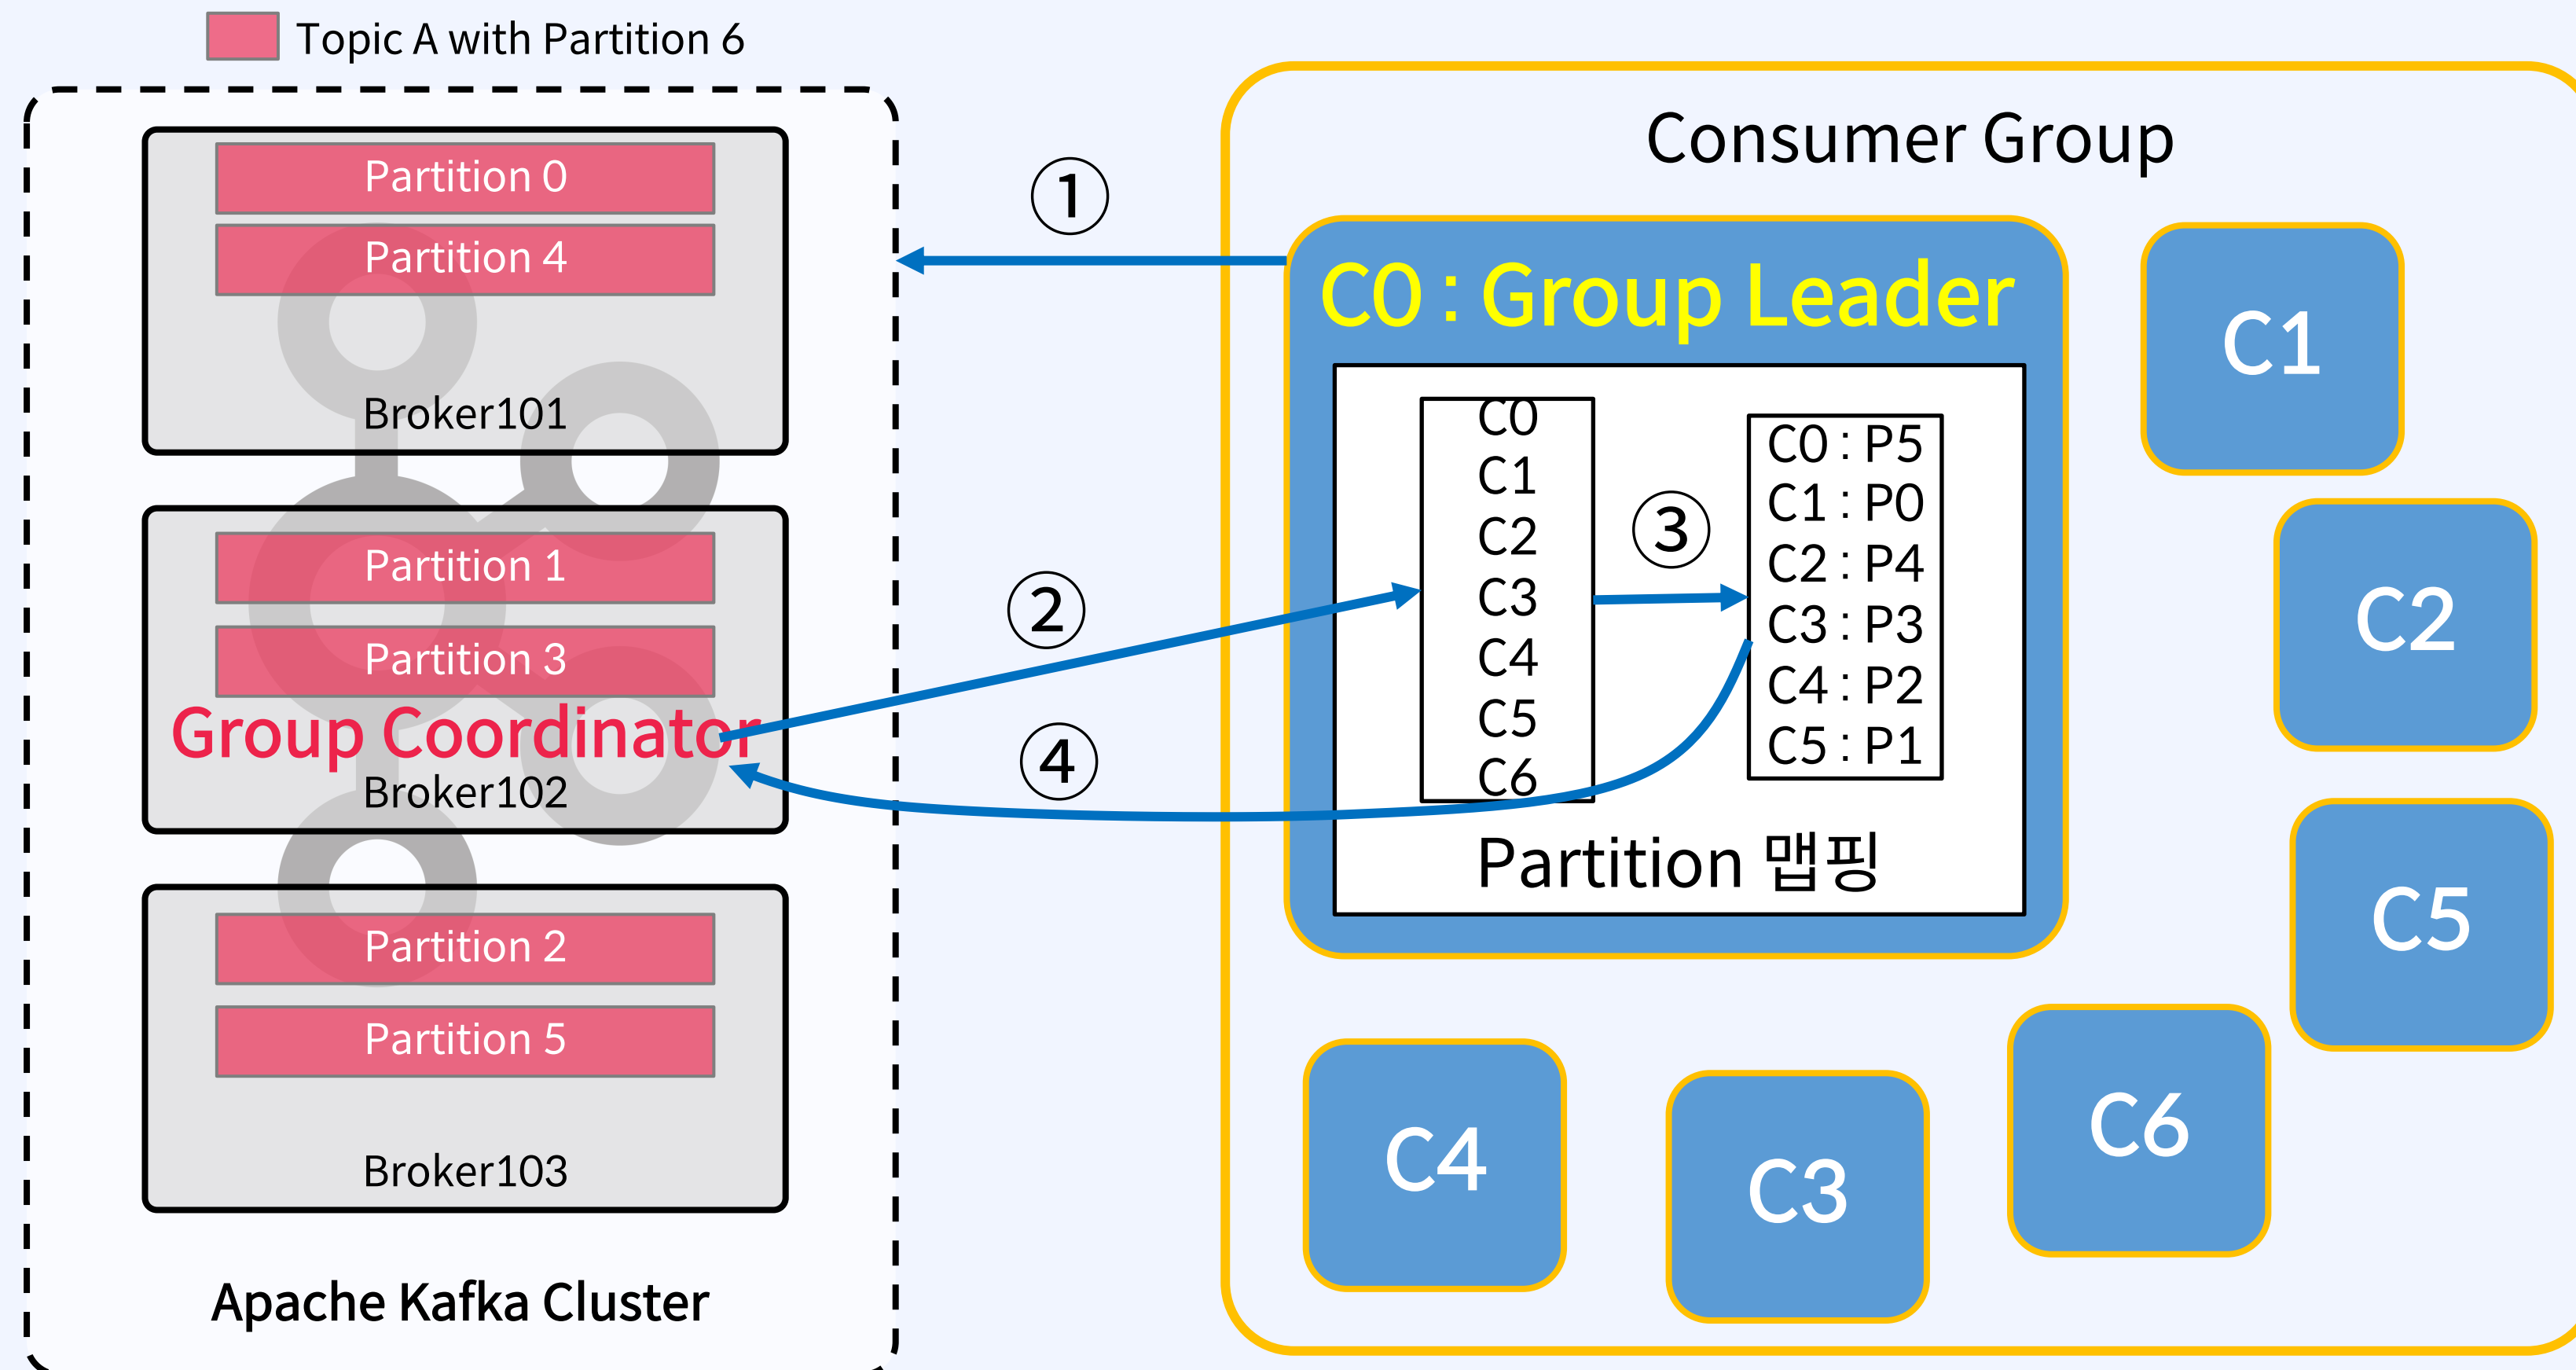 Topic A with Partition 6
Partition 0
Partition 4
Broker101
Partition 1
Partition 3
Group Coordinator
Broker102
Partition 2
Partition 5
Broker103
Apache Kafka Cluster
①
②
④
Consumer Group
C0 : Group Leader
C0
C1
C2
C3
C4
C5
C6
③
C0 : P5
C1 : P0
C2 : P4
C3 : P3
C4 : P2
C5 : P1
Partition 맵핑
C1
C2
C5
C6
C3
C4